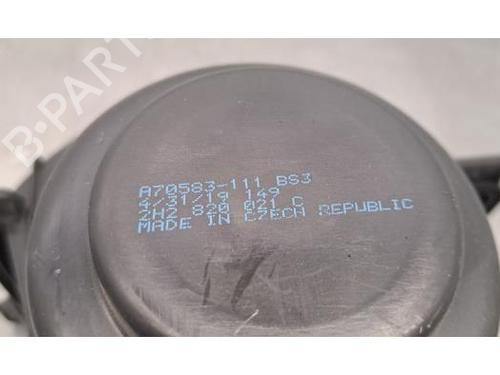 A70583-111 BS3
4/31/19 149
2H2 820 021 C
MADE IN CZECH REPUBLIC
B-PARTS